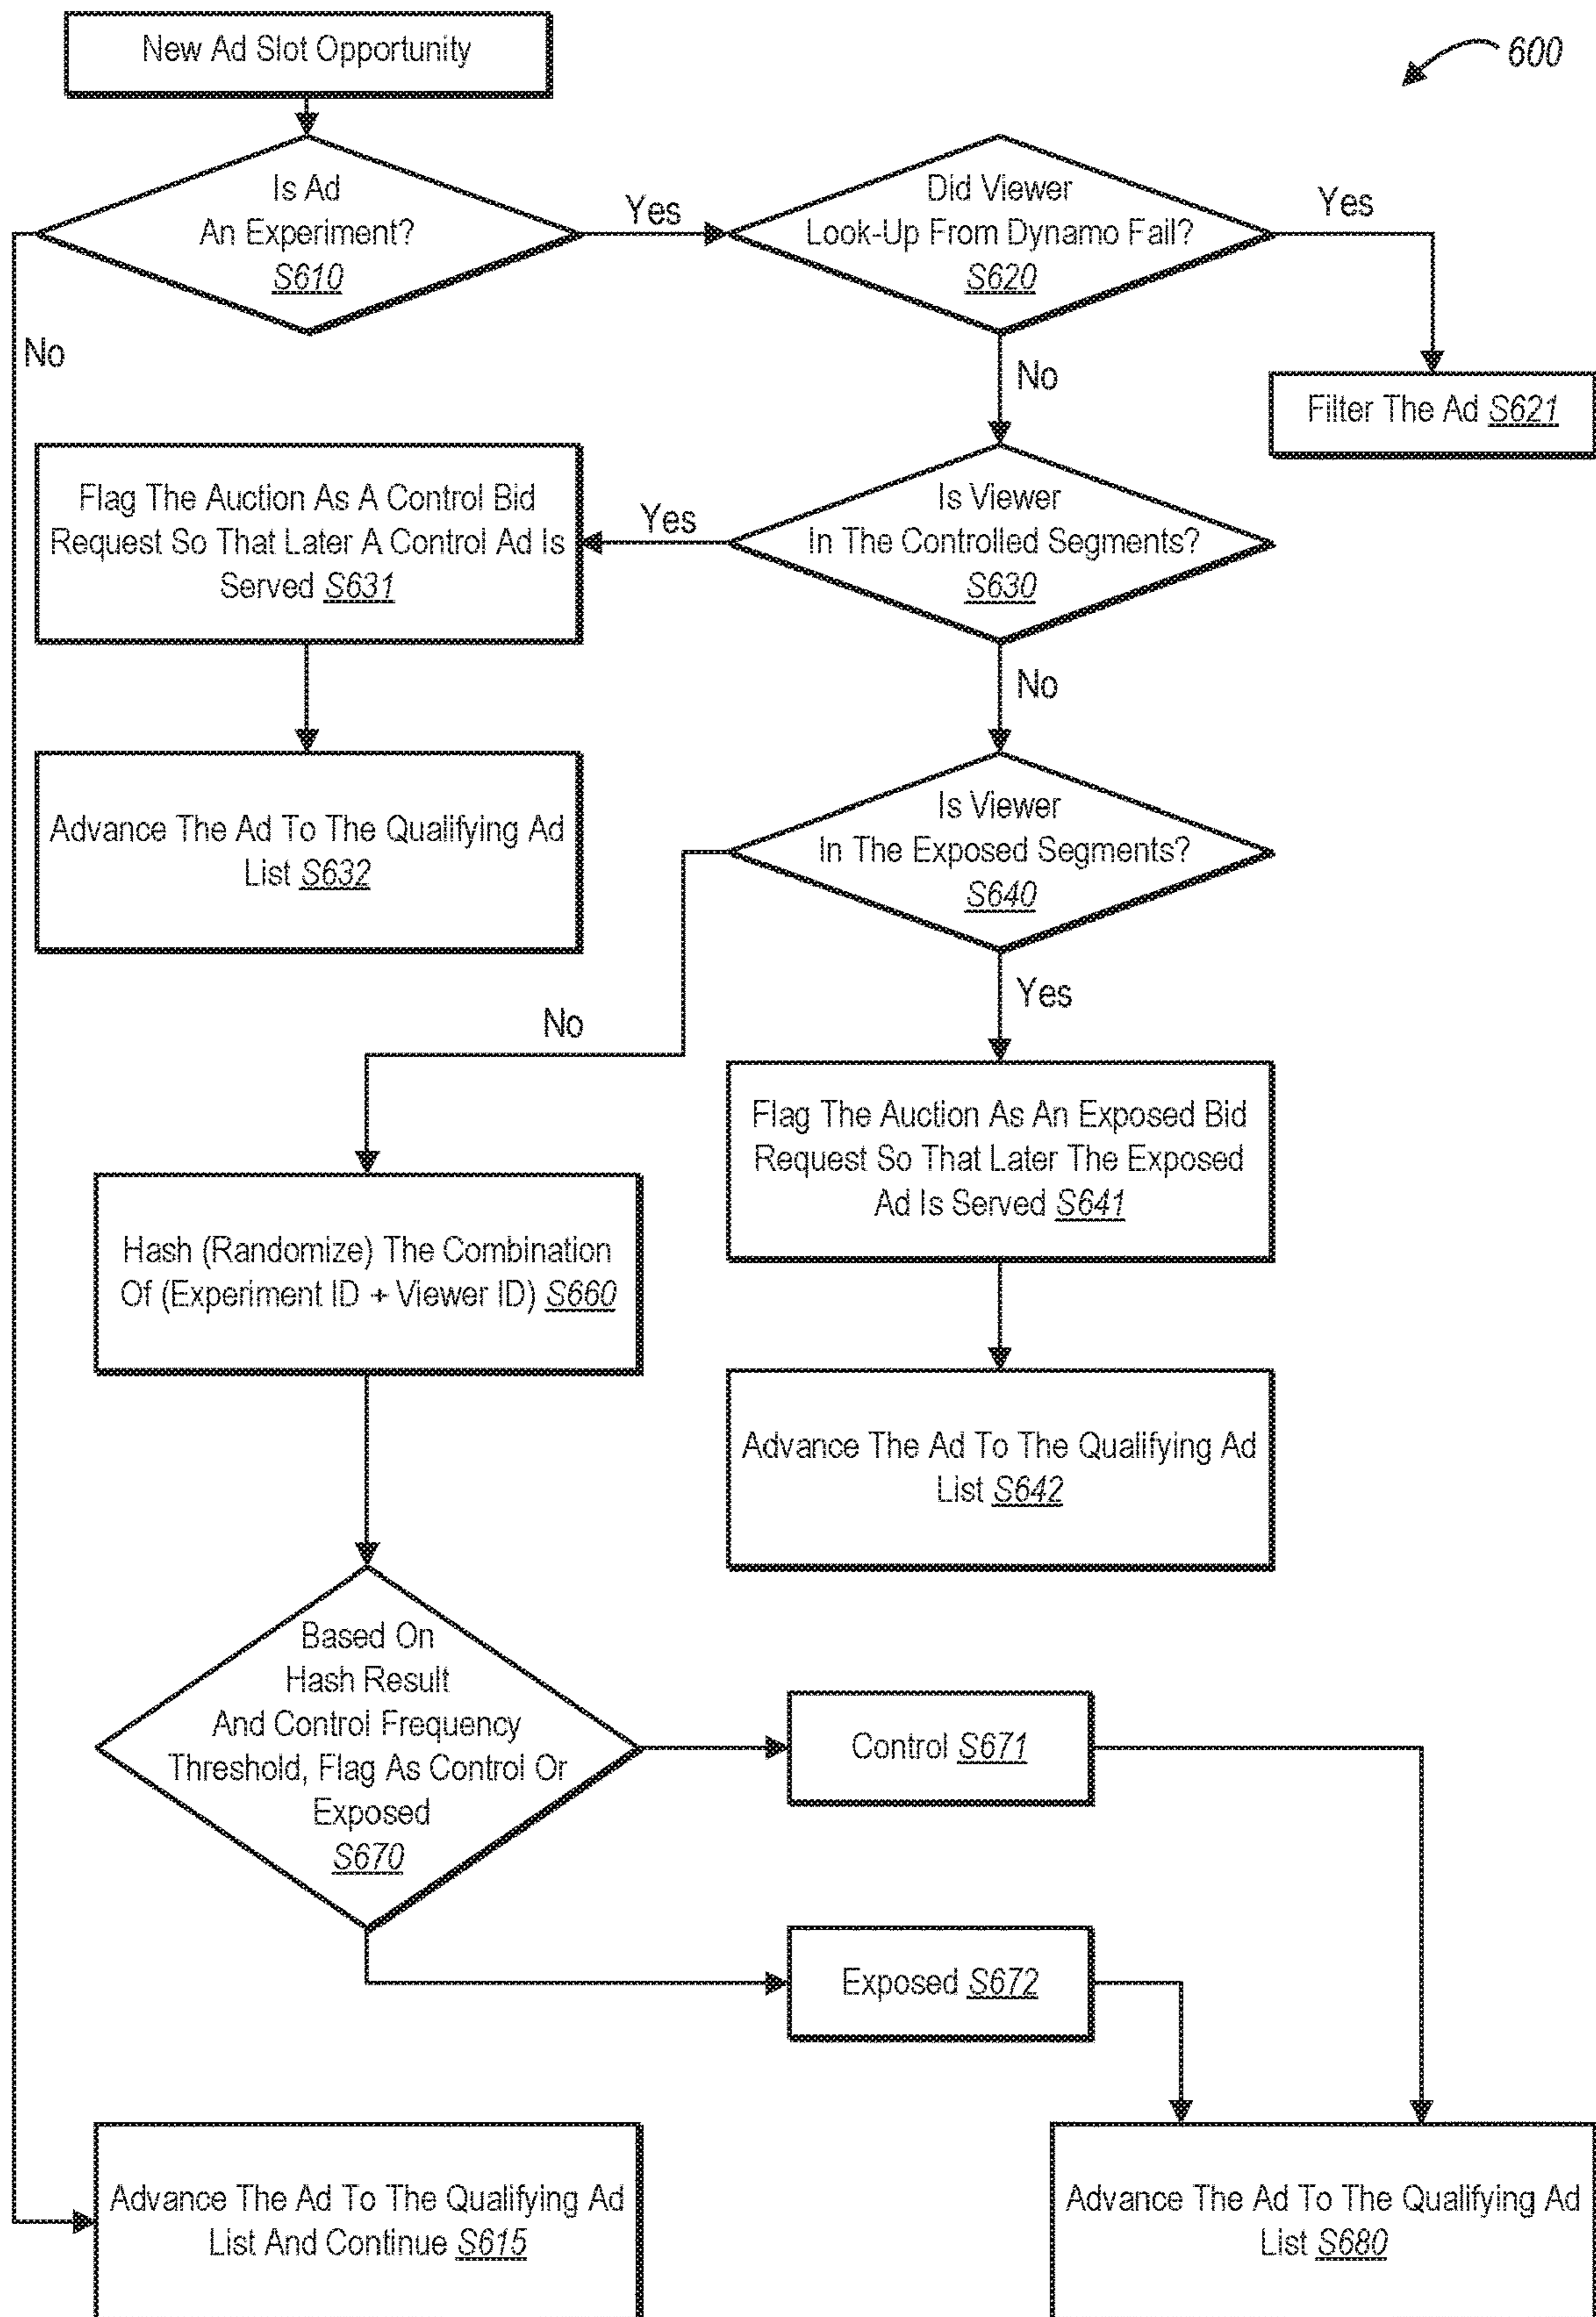 New Ad Slot Opportunity
600
Is Ad
An Experiment?
S610
Yes
Did Viewer
Look-Up From Dynamo Fail?
S620
Yes
No
No
Filter The Ad S621
Flag The Auction As A Control Bid
Request So That Later A Control Ad Is
Served S631
Yes
Is Viewer
In The Controlled Segments?
S630
No
Advance The Ad To The Qualifying Ad
List S632
Is Viewer
In The Exposed Segments?
S640
Yes
No
Flag The Auction As An Exposed Bid
Request So That Later The Exposed
Ad Is Served S641
Hash (Randomize) The Combination
Of (Experiment ID + Viewer ID) S660
Advance The Ad To The Qualifying Ad
List S642
Based On
Hash Result
And Control Frequency
Threshold, Flag As Control Or
Exposed
S670
Control S671
Exposed S672
Advance The Ad To The Qualifying Ad
List And Continue S615
Advance The Ad To The Qualifying Ad
List S680